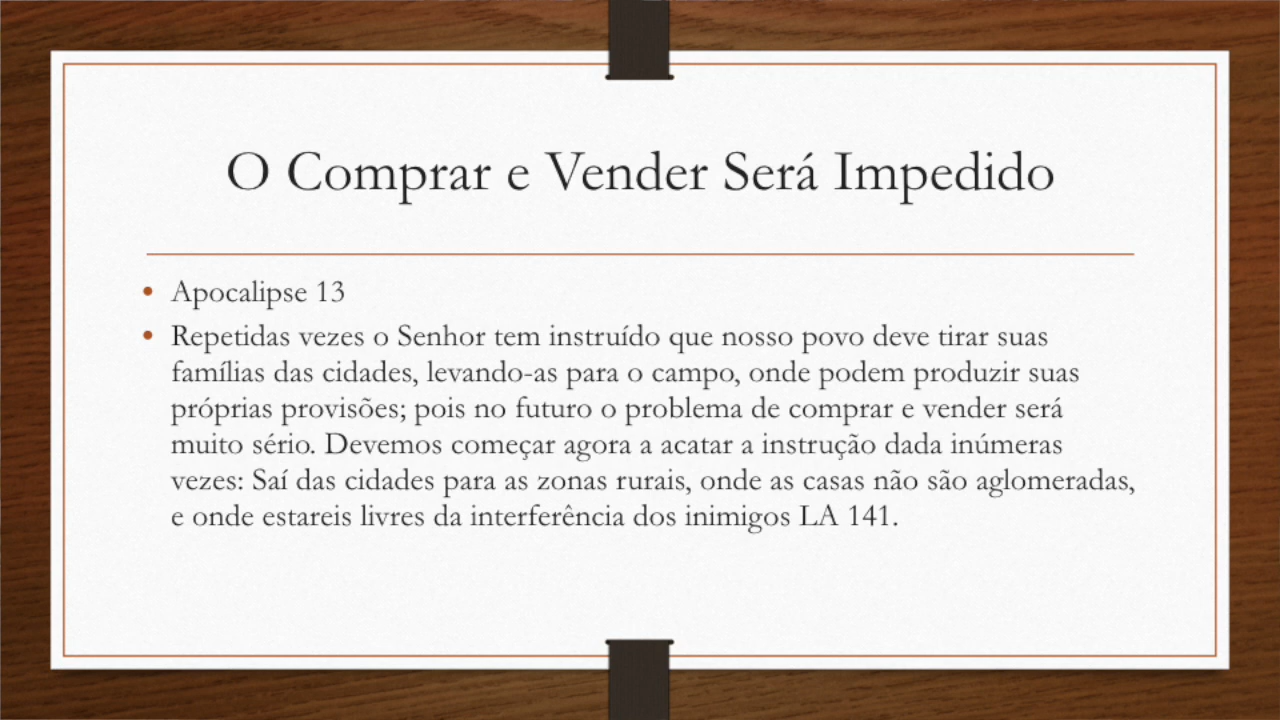 O Comprar e Vender Será Impedido
• Apocalipse 13
• Repetidas vezes o Senhor tem instruído que nosso povo deve tirar suas
famílias das cidades, levando-as para o campo, onde podem produzir suas
próprias provisões; pois no futuro o problema de comprar e vender será
muito sério. Devemos começar agora a acatar a instrução dada inúmeras
vezes: Saí das cidades para as zonas rurais, onde as casas não são aglomeradas,
e onde estareis livres da interferência dos inimigos LA 141.